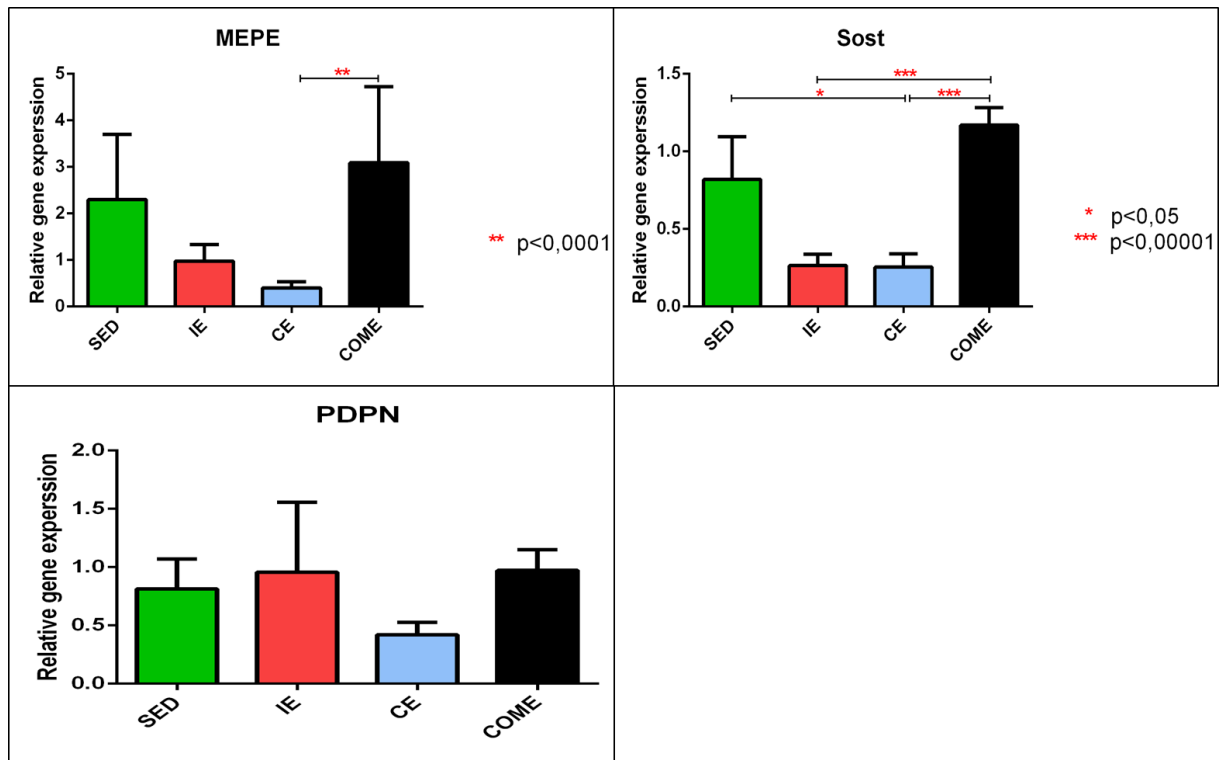 MEPE
Relative gene experssion
5
4
3
2
1
0
**
SED
IE
CE
COME
** p<0,0001
Sost
Relative gene experssion
1.5
1.0
0.5
0.0
***
* ***
SED
IE
CE
COME
* p<0,05
*** p<0,00001
PDPN
Relative gene experssion
2.0
1.5
1.0
0.5
0.0
SED
IE
CE
COME